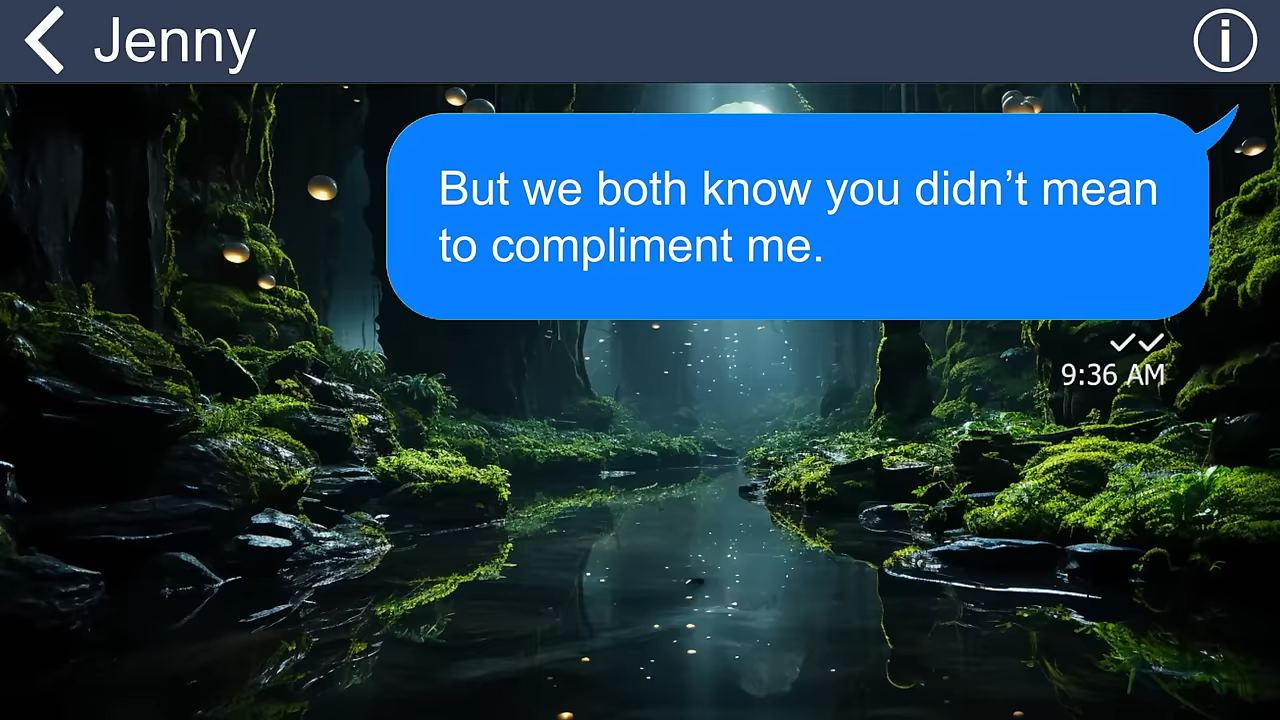 Jenny
But we both know you didn’t mean
to compliment me.
9:36 AM